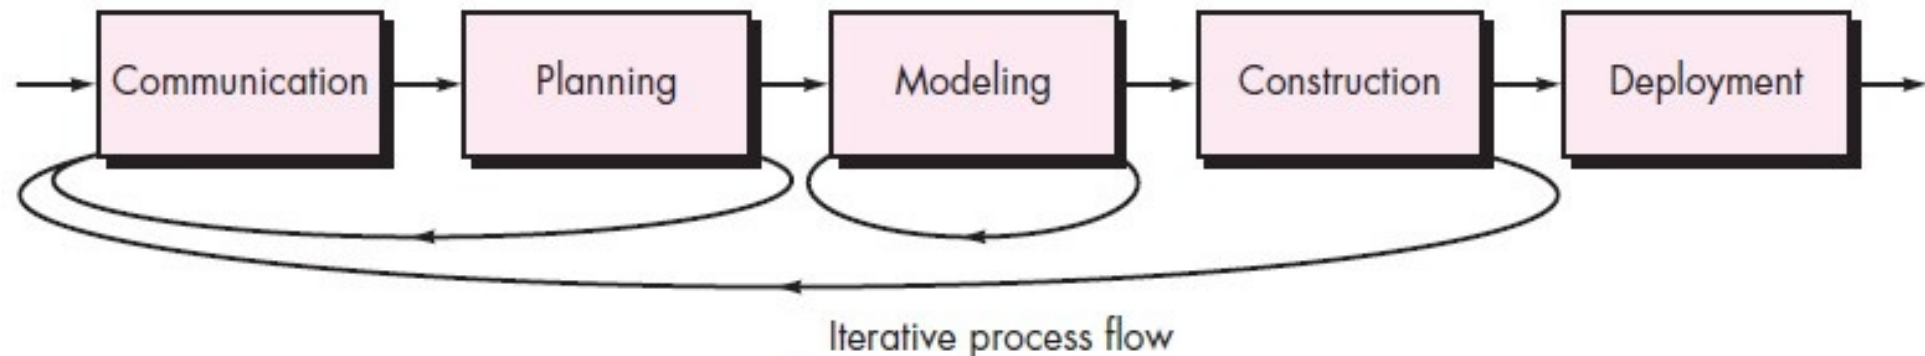 Communication
Planning
Modeling
Construction
Deployment
Iterative process flow